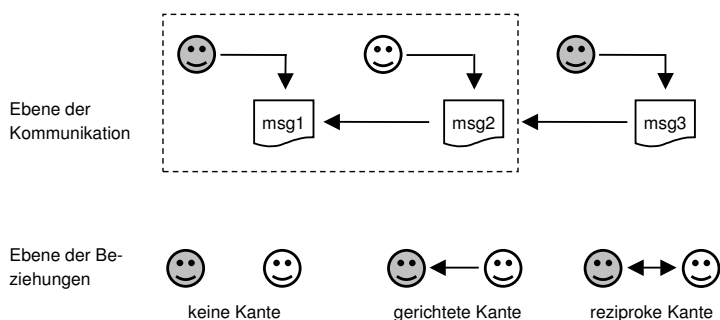 Ebene der
Kommunikation
msg1
msg2
msg3
Ebene der Be-
ziehungen
keine Kante
gerichtete Kante
reziproke Kante